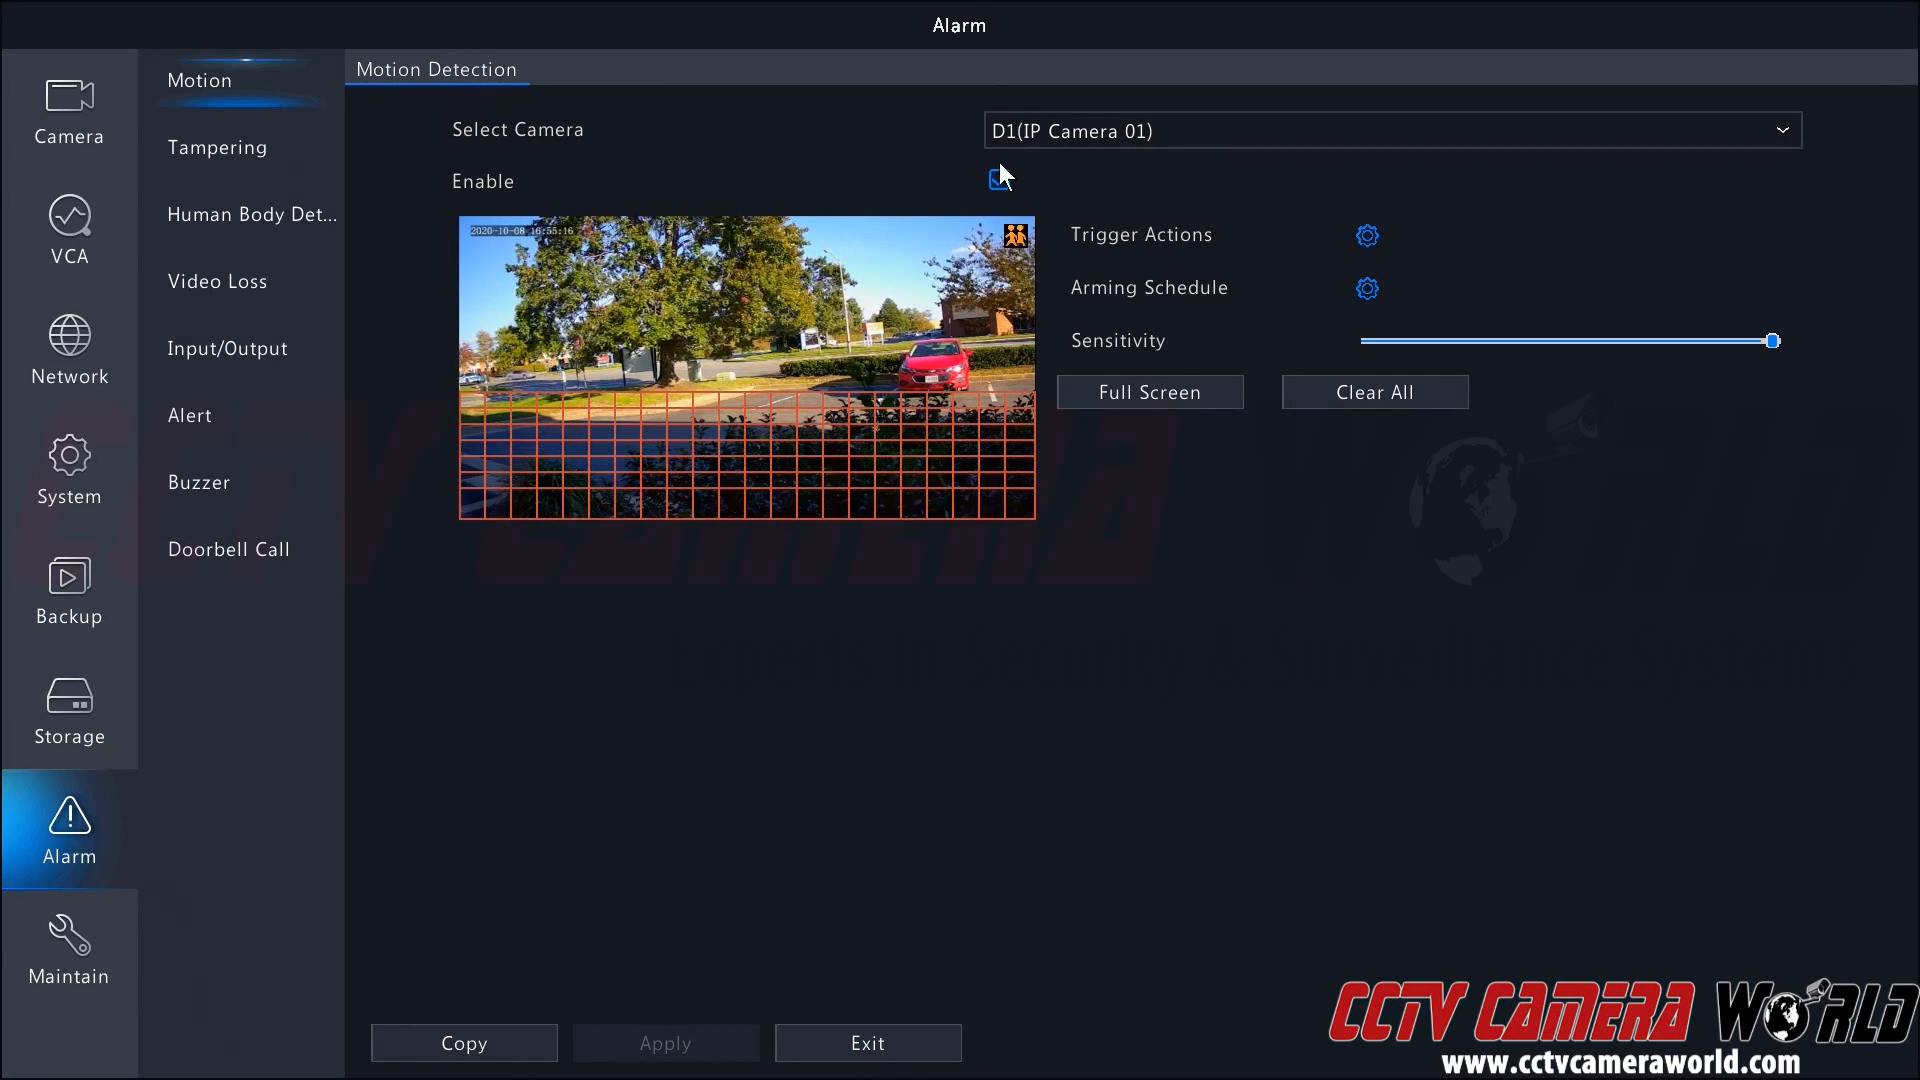 Alarm
Camera
VCA
Network
System
Backup
Storage
Alarm
Maintain
Motion
Tampering
Human Body Det...
Video Loss
Input/Output
Alert
Buzzer
Doorbell Call
Motion Detection
Select Camera
D1(IP Camera 01)
Enable
2020-10-08 16:55:16
Trigger Actions
Arming Schedule
Sensitivity
Full Screen
Clear All
Copy
Apply
Exit
CCTV CAMERA WORLD
www.cctvcameraworld.com